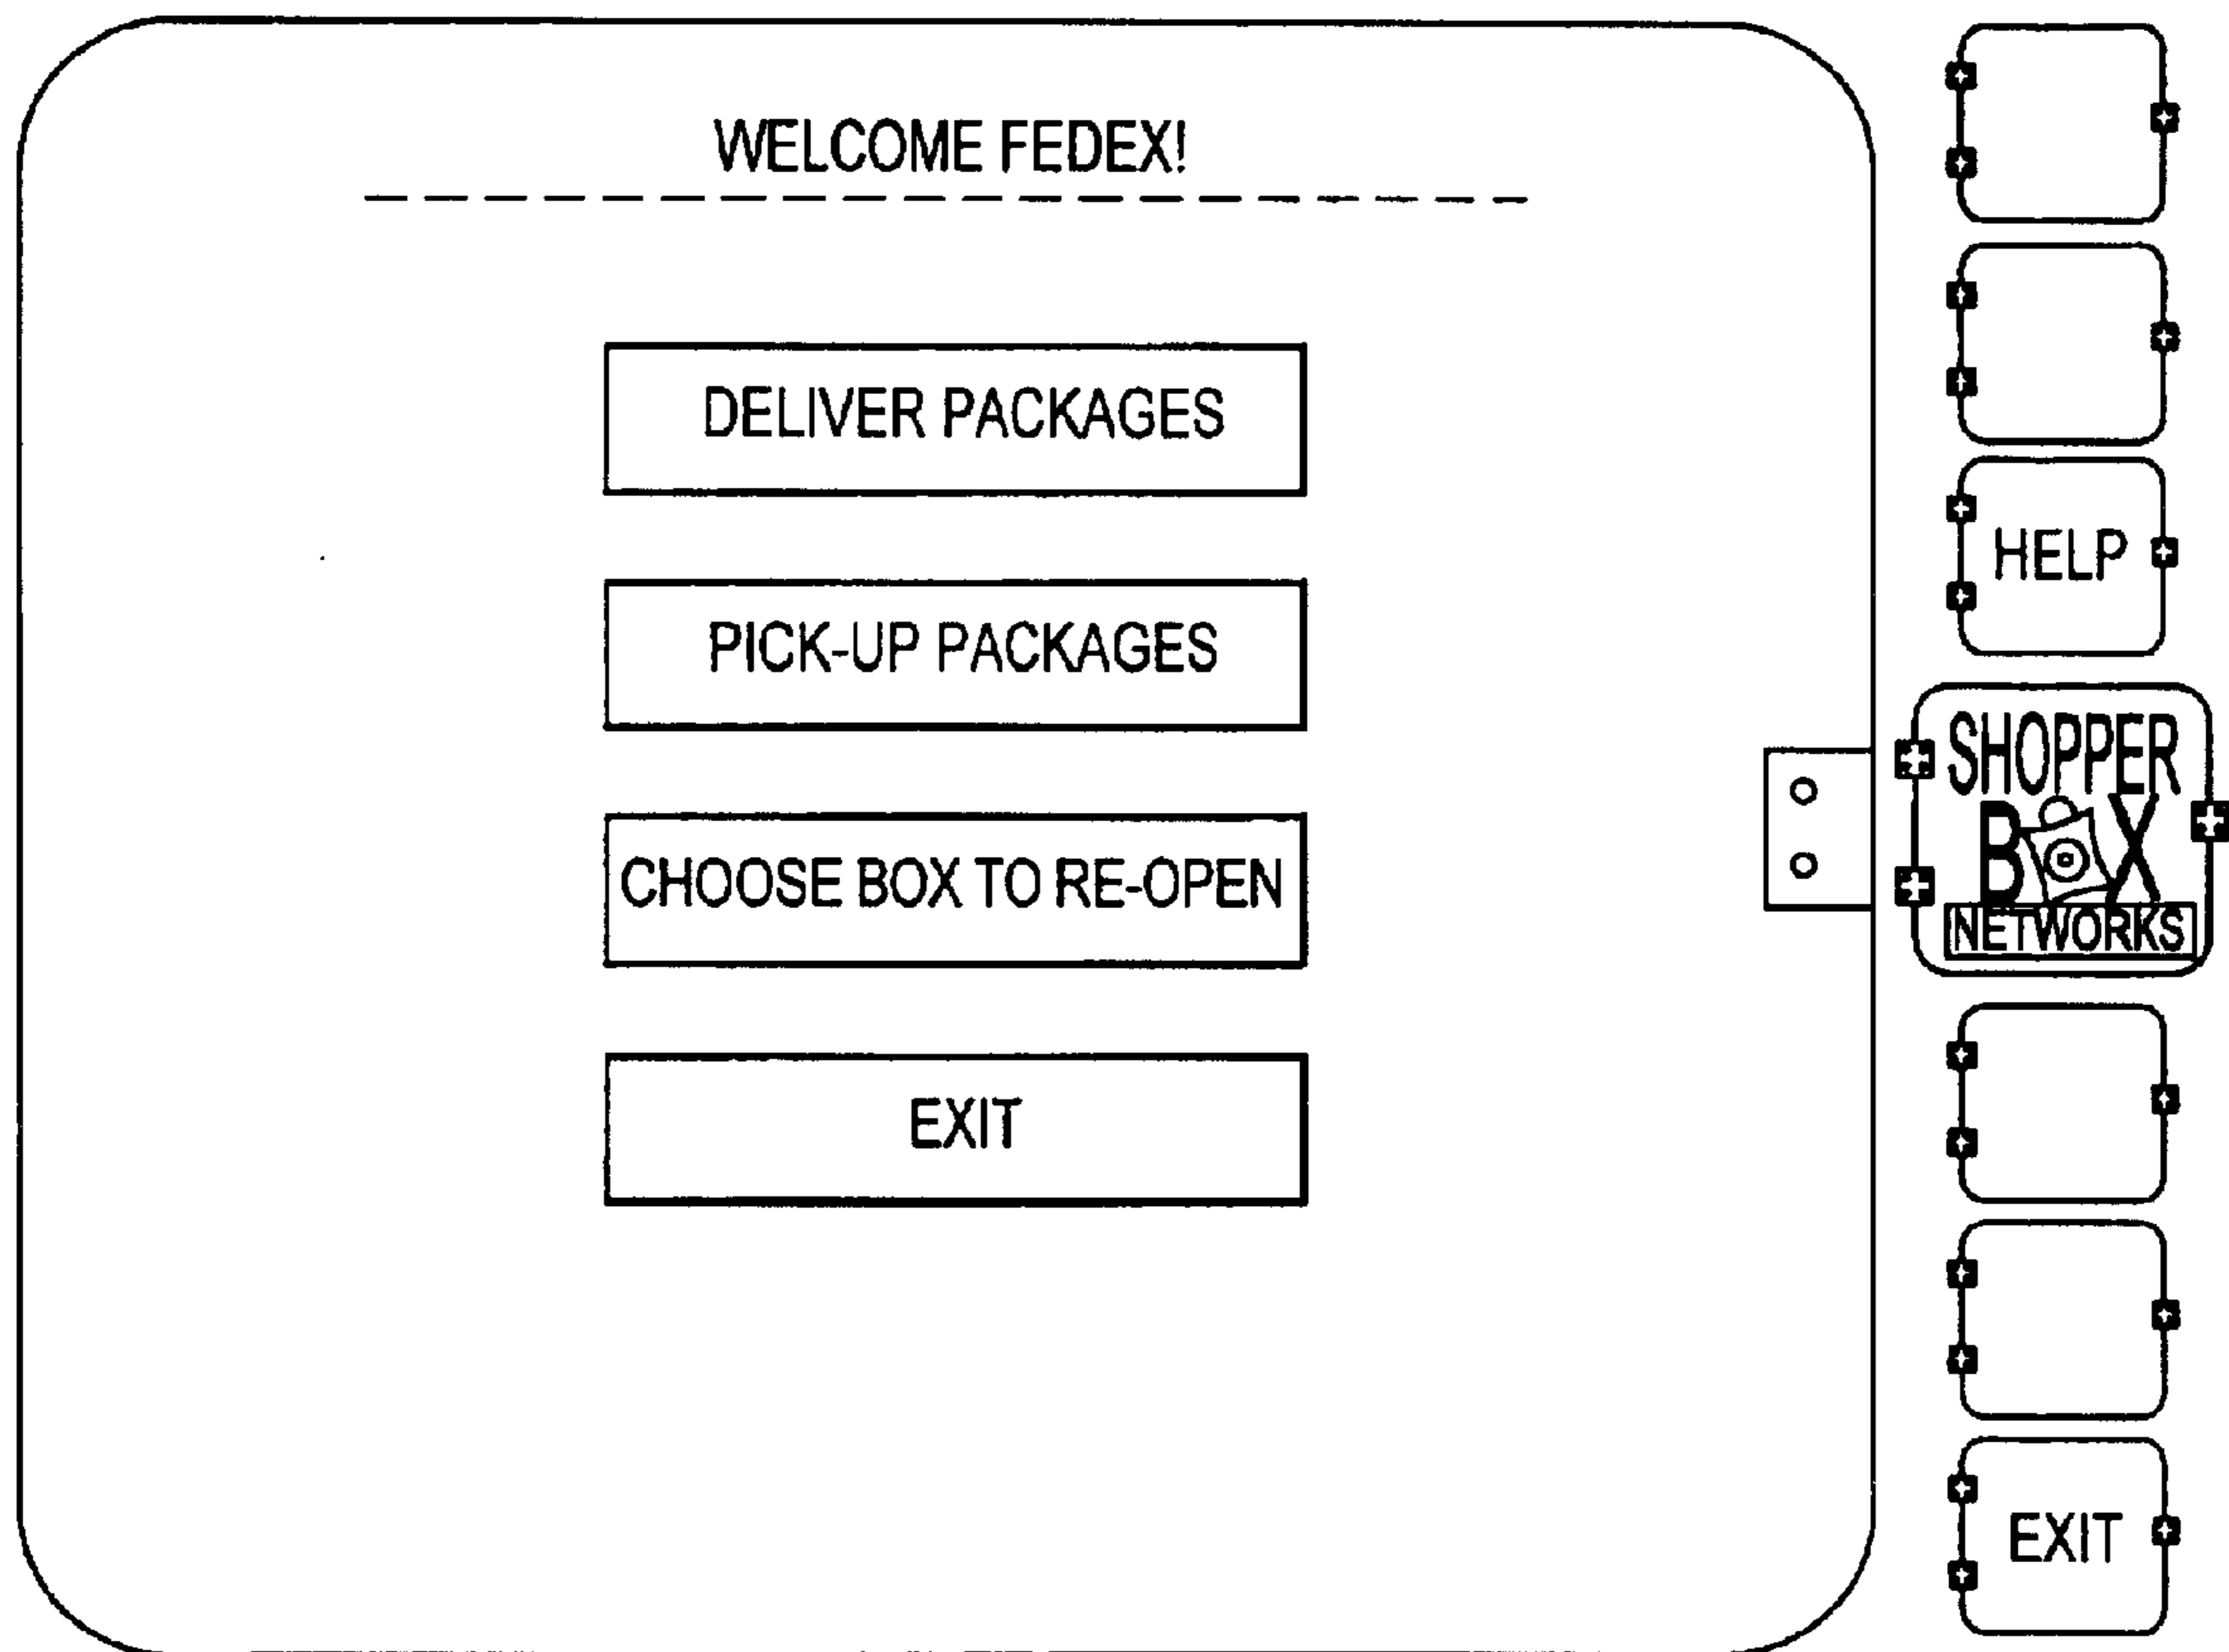 WELCOME FEDEX!
DELIVER PACKAGES
PICK-UP PACKAGES
CHOOSE BOX TO RE-OPEN
EXIT
HELP
SHOPPER
BOX
NETWORKS
EXIT